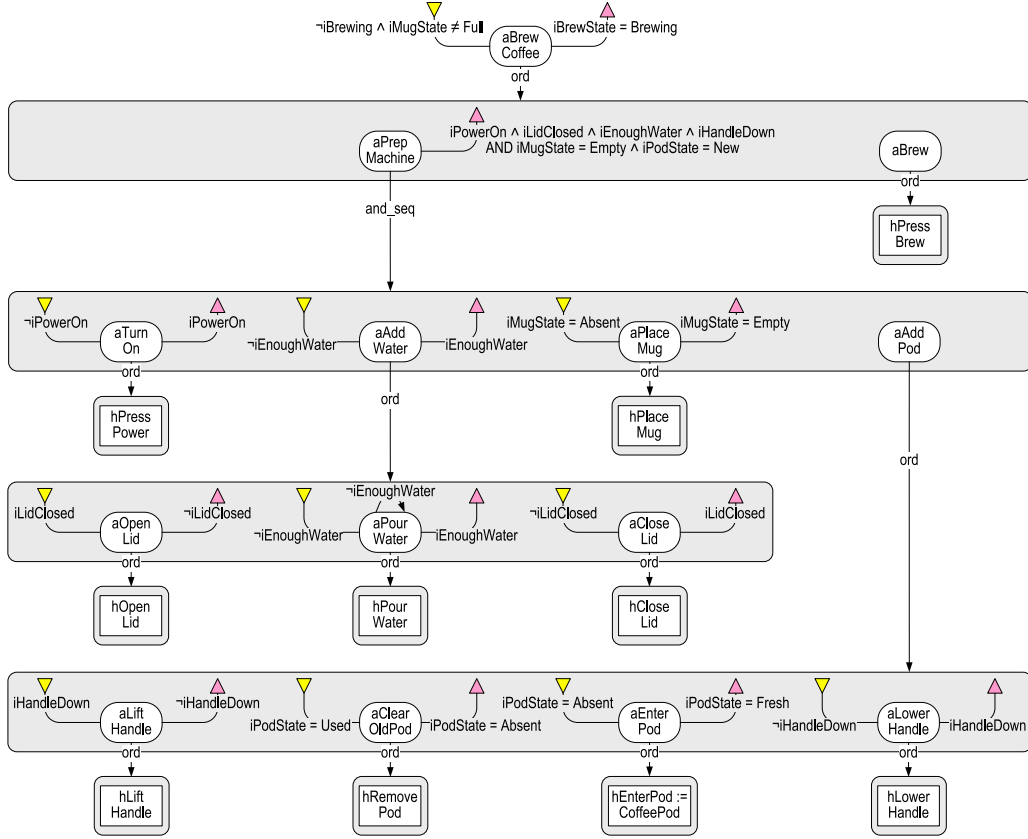 ¬iBrewing ∧ iMugState ≠ Full
aBrew
Coffee
iBrewState = Brewing
ord
aPrep
Machine
iPowerOn ∧ iLidClosed ∧ iEnoughWater ∧ iHandleDown
AND iMugState = Empty ∧ iPodState = New
aBrew
ord
and_seq
hPress
Brew
¬iPowerOn
aTurn
On
iPowerOn
¬iEnoughWater
aAdd
Water
iEnoughWater
iMugState = Absent
aPlace
Mug
iMugState = Empty
aAdd
Pod
ord
ord
ord
hPress
Power
hPlace
Mug
ord
iLidClosed
aOpen
Lid
¬iLidClosed
¬iEnoughWater
¬iEnoughWater
aPour
Water
iEnoughWater
¬iLidClosed
aClose
Lid
iLidClosed
ord
ord
ord
hOpen
Lid
hPour
Water
hClose
Lid
iHandleDown
aLift
Handle
¬iHandleDown
iPodState = Used
aClear
OldPod
iPodState = Absent
iPodState = Absent
aEnter
Pod
iPodState = Fresh
¬iHandleDown
aLower
Handle
iHandleDown
ord
ord
ord
ord
hLift
Handle
hRemove
Pod
hEnterPod :=
CoffeePod
hLower
Handle